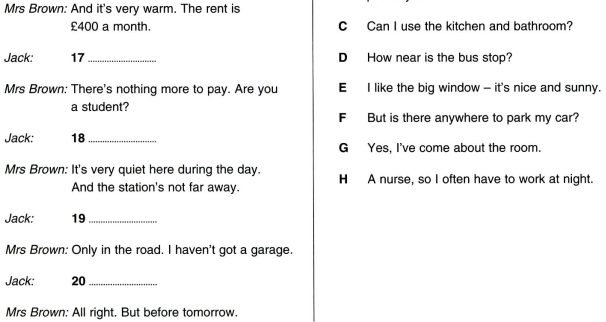 Mrs Brown: And it's very warm. The rent is
£400 a month.
Jack: 17 ............................
Mrs Brown: There's nothing more to pay. Are you
a student?
Jack: 18 ............................
Mrs Brown: It's very quiet here during the day.
And the station's not far away.
Jack: 19 ............................
Mrs Brown: Only in the road. I haven't got a garage.
Jack: 20 ............................
Mrs Brown: All right. But before tomorrow.
C Can I use the kitchen and bathroom?
D How near is the bus stop?
E I like the big window – it's nice and sunny.
F But is there anywhere to park my car?
G Yes, I've come about the room.
H A nurse, so I often have to work at night.